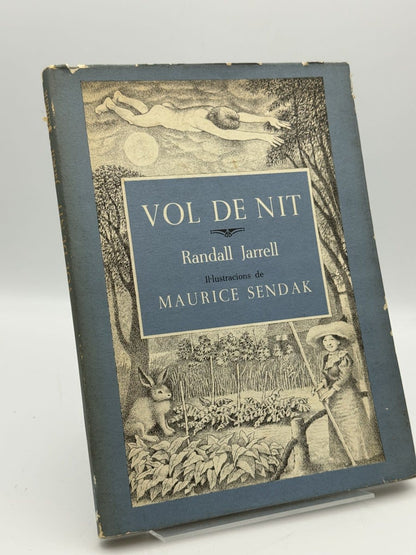 VOL DE NIT
Randall Jarrell
Il·lustracions de
MAURICE SENDAK